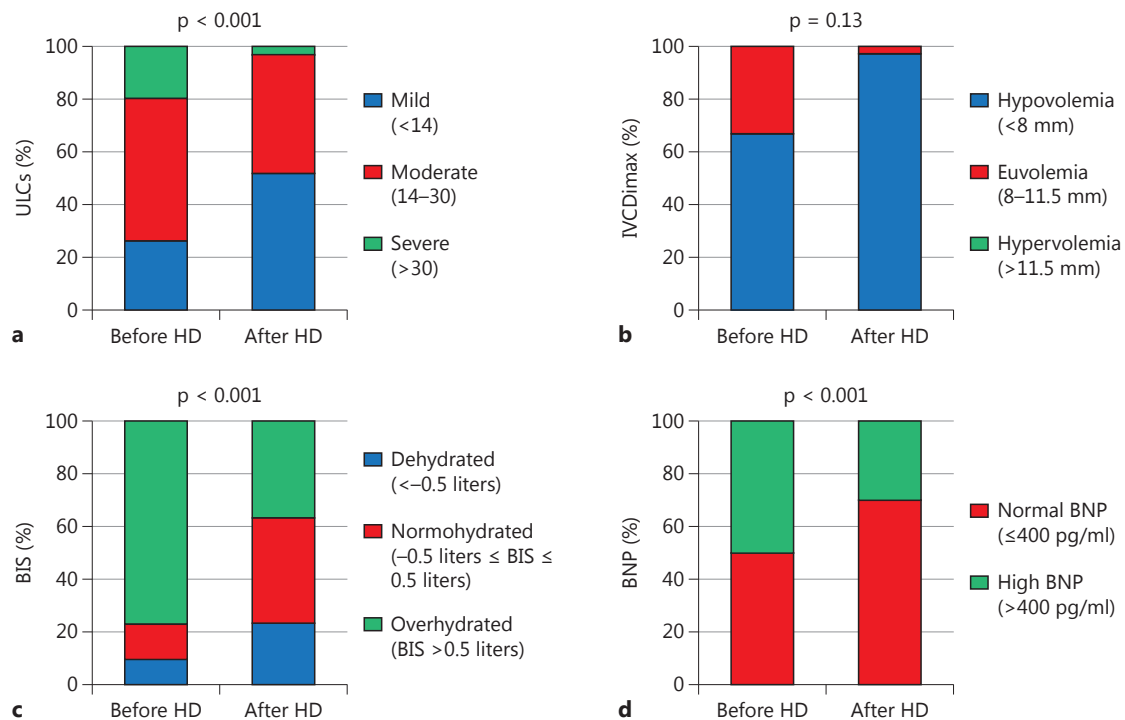 p < 0.001
100
80
60
40
20
0
ULCs (%)
Before HD
After HD
Mild
(<14)
Moderate
(14–30)
Severe
(>30)
a
p = 0.13
100
80
60
40
20
0
IVCDimax (%)
Before HD
After HD
Hypovolemia
(<8 mm)
Euvolemia
(8–11.5 mm)
Hypervolemia
(>11.5 mm)
b
p < 0.001
100
80
60
40
20
0
BIS (%)
Before HD
After HD
Dehydrated
(<–0.5 liters)
Normohydrated
(–0.5 liters ≤ BIS ≤
0.5 liters)
Overhydrated
(BIS >0.5 liters)
c
p < 0.001
100
80
60
40
20
0
BNP (%)
Before HD
After HD
Normal BNP
(≤400 pg/ml)
High BNP
(>400 pg/ml)
d